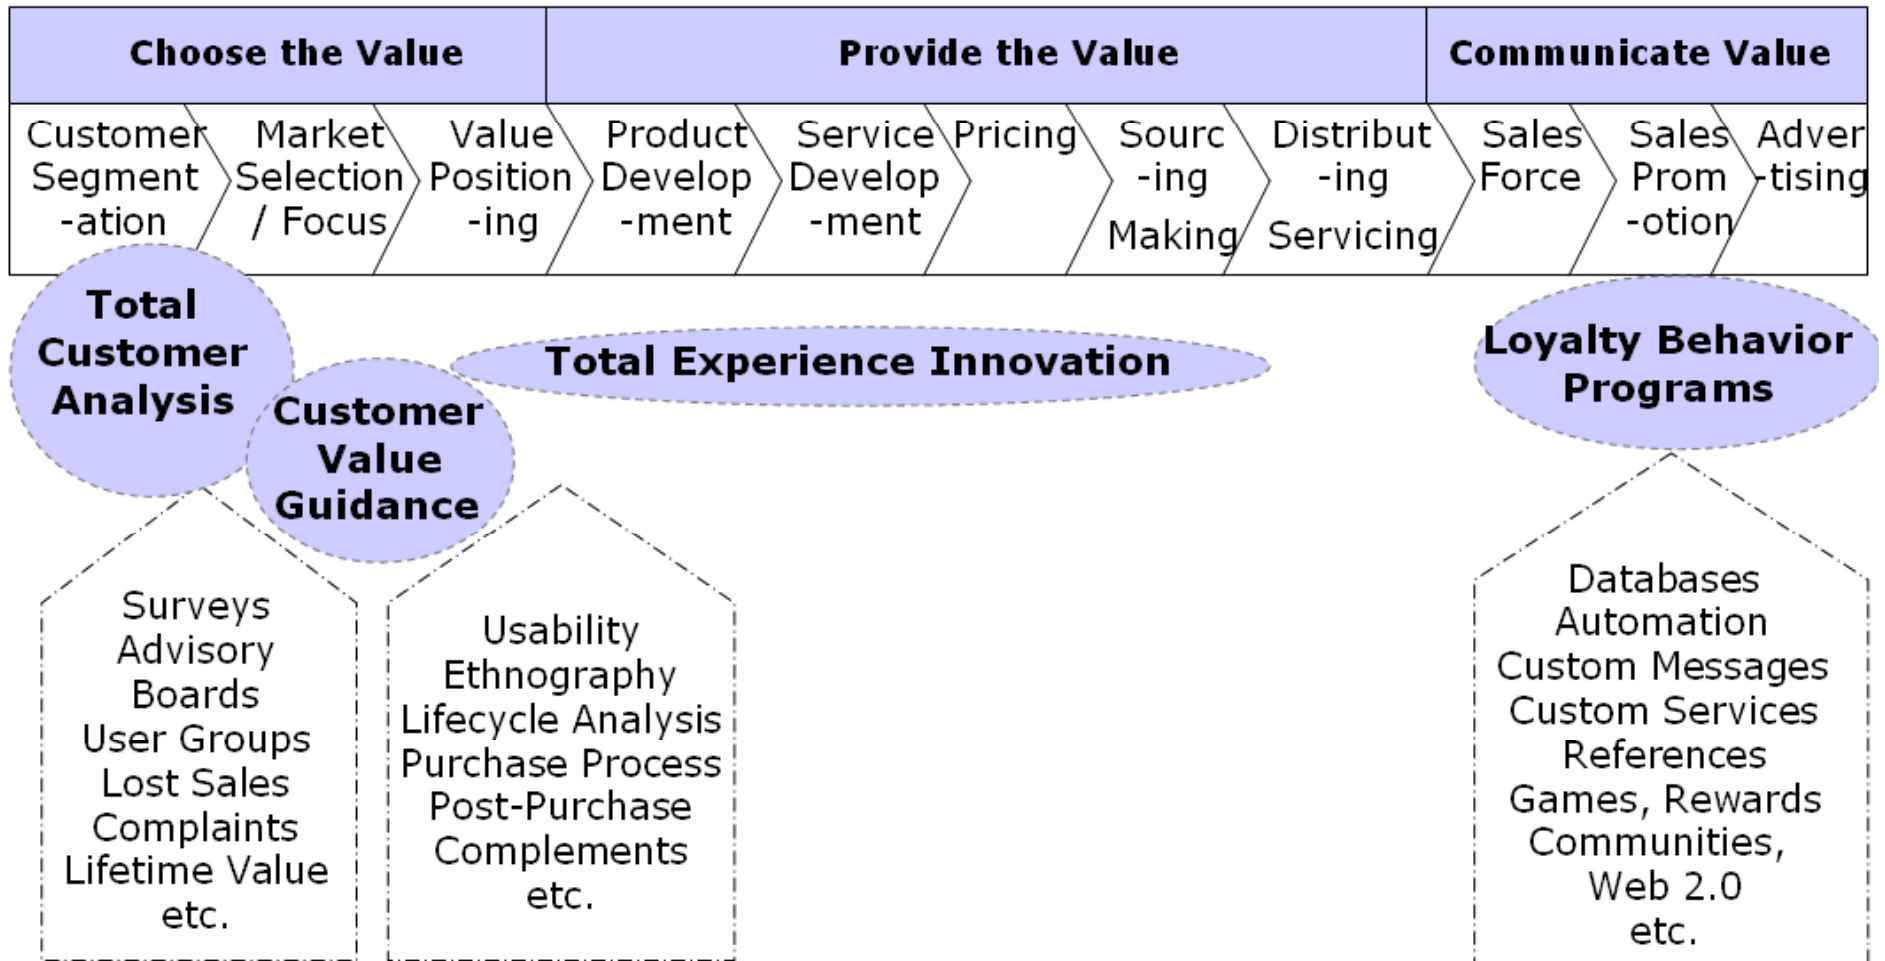 Choose the Value
Provide the Value
Communicate Value
Customer
Segment
-ation
Market
Selection
/ Focus
Value
Position
-ing
Product
Develop
-ment
Service
Develop
-ment
Pricing
Sourc
-ing
Making
Distribut
-ing
Servicing
Sales
Force
Sales
Prom
-otion
Adver
-tising
Total
Customer
Analysis
Customer
Value
Guidance
Total Experience Innovation
Loyalty Behavior
Programs
Surveys
Advisory
Boards
User Groups
Lost Sales
Complaints
Lifetime Value
etc.
Usability
Ethnography
Lifecycle Analysis
Purchase Process
Post-Purchase
Complements
etc.
Databases
Automation
Custom Messages
Custom Services
References
Games, Rewards
Communities,
Web 2.0
etc.